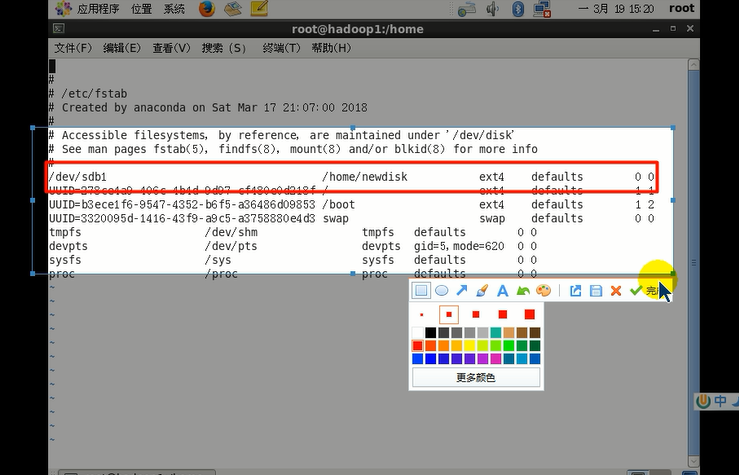 应用程序 位置 系统 一 3月 19 15:20 root
root@hadoop1:/home
文件(F) 编辑(E) 查看(V) 搜索 (S) 终端(T) 帮助(H)
#
# /etc/fstab
# Created by anaconda on Sat Mar 17 21:07:00 2018
#
# Accessible filesystems, by reference, are maintained under '/dev/disk'
# See man pages fstab(5), findfs(8), mount(8) and/or blkid(8) for more info
#
/dev/sdb1 /home/newdisk ext4 defaults 0 0
/ ext4 defaults 1 1
UUID=b3ece1f6-9547-4352-b6f5-a36486d09853 /boot ext4 defaults 1 2
UUID=3320095d-1416-43f9-a9c5-a3758880e4d3 swap swap defaults 0 0
tmpfs /dev/shm tmpfs defaults 0 0
devpts /dev/pts devpts gid=5,mode=620 0 0
sysfs /sys sysfs defaults 0 0
proc /proc proc defaults 0 0
更多颜色
中